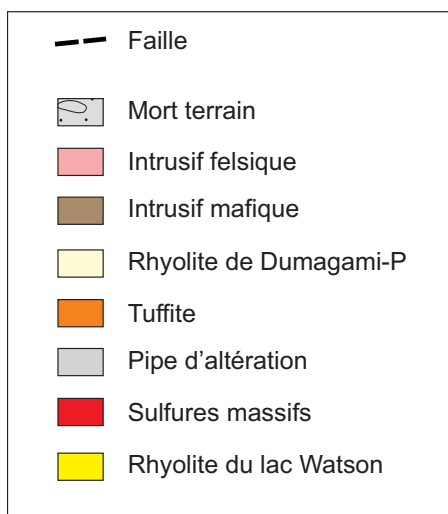 Faille
Mort terrain
Intrusif felsique
Intrusif mafique
Rhyolite de Dumagami-P
Tuffite
Pipe d'altération
Sulfures massifs
Rhyolite du lac Watson